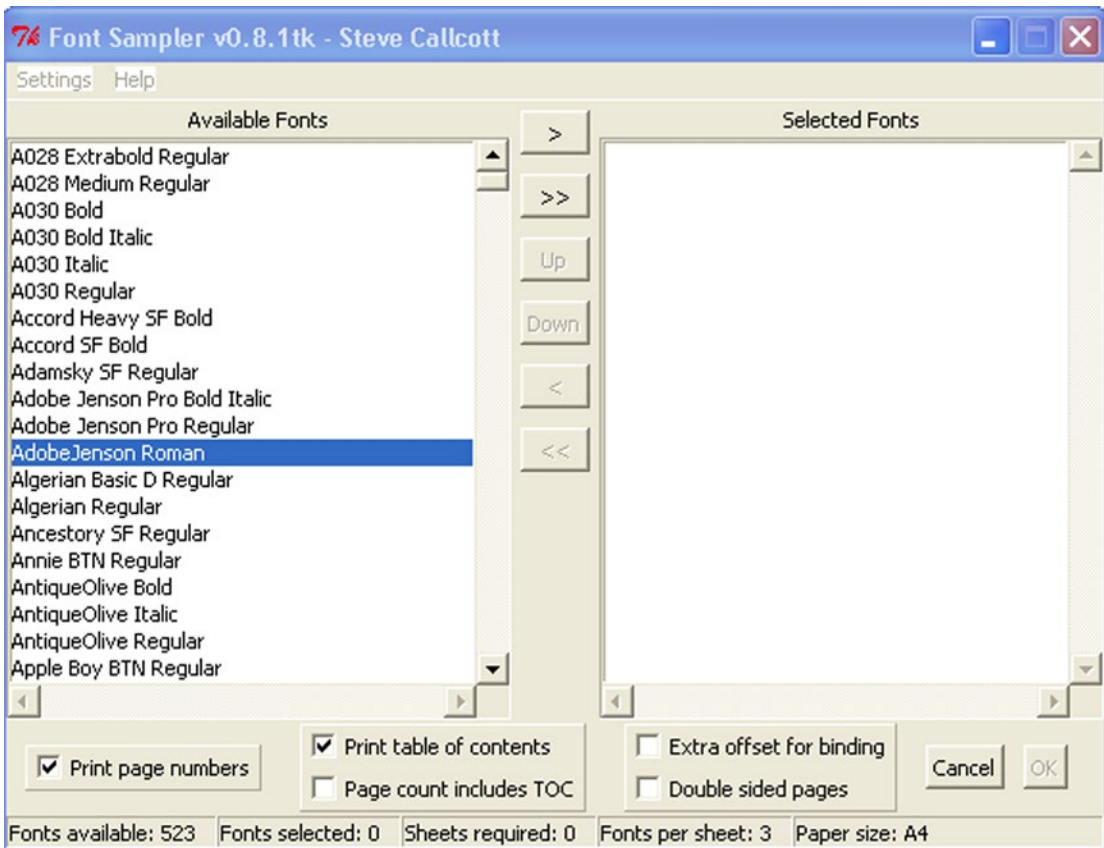 Font Sampler v0.8.1tk - Steve Callcott
Settings Help
Available Fonts
A028 Extrabold Regular
A028 Medium Regular
A030 Bold
A030 Bold Italic
A030 Italic
A030 Regular
Accord Heavy SF Bold
Accord SF Bold
Adamsky SF Regular
Adobe Jenson Pro Bold Italic
Adobe Jenson Pro Regular
AdobeJenson Roman
Algerian Basic D Regular
Algerian Regular
Ancestory SF Regular
Annie BTN Regular
AntiqueOlive Bold
AntiqueOlive Italic
AntiqueOlive Regular
Apple Boy BTN Regular
>
>>
Up
Down
<
<<
Selected Fonts
Print page numbers
Print table of contents
Page count includes TOC
Extra offset for binding
Double sided pages
Cancel
OK
Fonts available: 523 Fonts selected: 0 Sheets required: 0 Fonts per sheet: 3 Paper size: A4